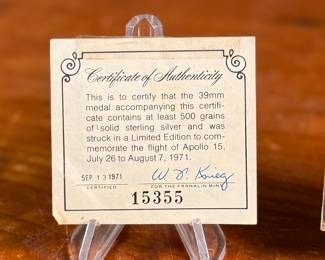 Certificate of Authenticity
This is to certify that the 39mm
medal accompanying this certifi-
cate contains at least 500 grains
of solid sterling silver and was
struck in a Limited Edition to com-
memorate the flight of Apollo 15,
July 26 to August 7, 1971.
SEP 13 1971 W. F. Krieg
CERTIFIED FOR THE FRANKLIN MINT
15355